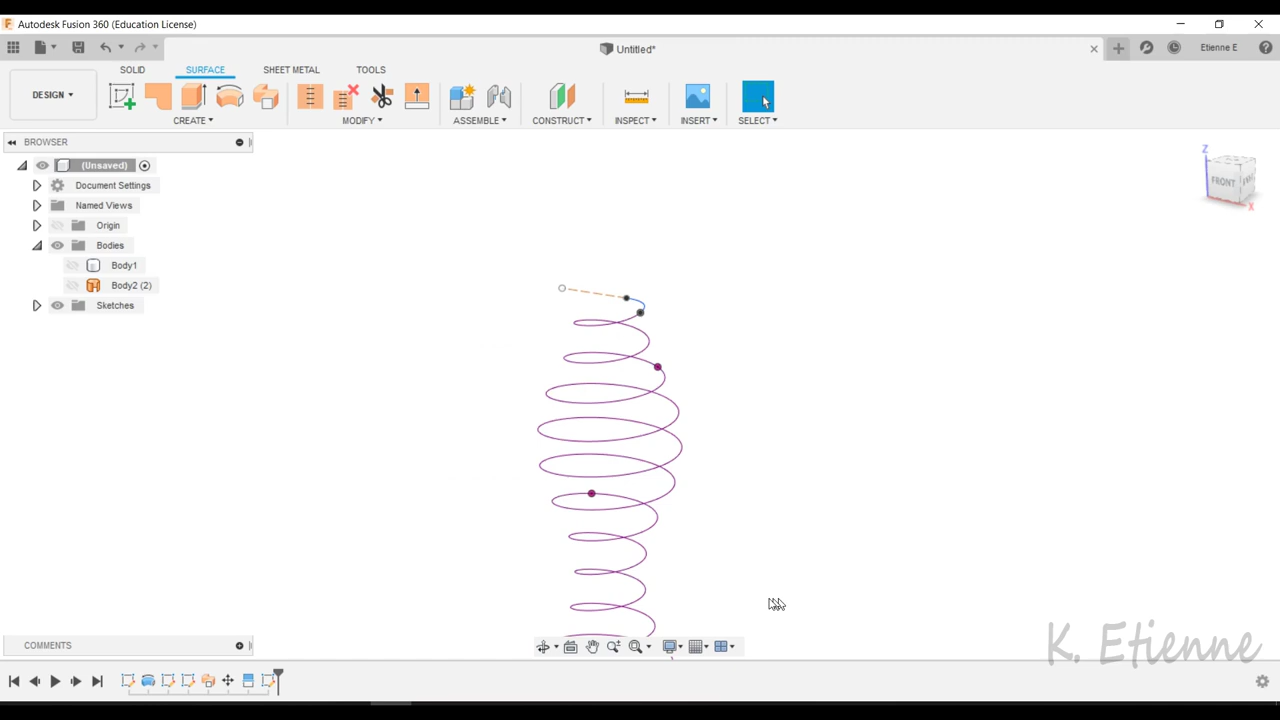 Autodesk Fusion 360 (Education License)
Untitled*
Etienne E
SOLID SURFACE SHEET METAL TOOLS
DESIGN
CREATE MODIFY ASSEMBLE CONSTRUCT INSPECT INSERT SELECT
BROWSER
(Unsaved)
Document Settings
Named Views
Origin
Bodies
Body1
Body2 (2)
Sketches
Z
FRONT
X
COMMENTS
K. Etienne